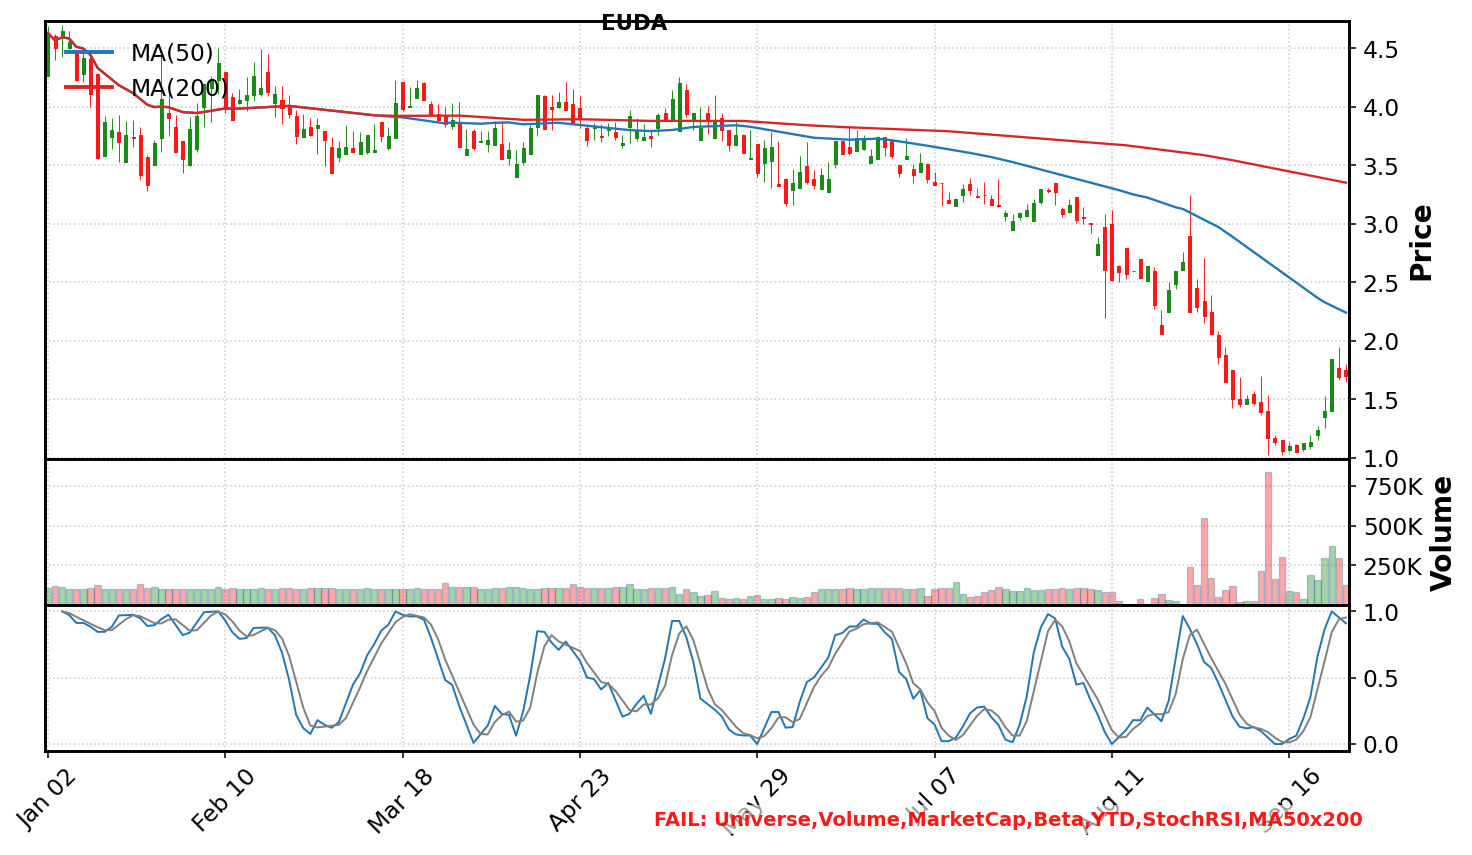 EUDA
MA(50)
MA(200)
4.5
4.0
3.5
3.0
2.5
2.0
1.5
1.0
Price
750K
500K
250K
Volume
1.0
0.5
0.0
Jan 02
Feb 10
Mar 18
Apr 23
May 29
Jul 07
Aug 11
Sep 16
FAIL: Universe,Volume,MarketCap,Beta,YTD,StochRSI,MA50x200